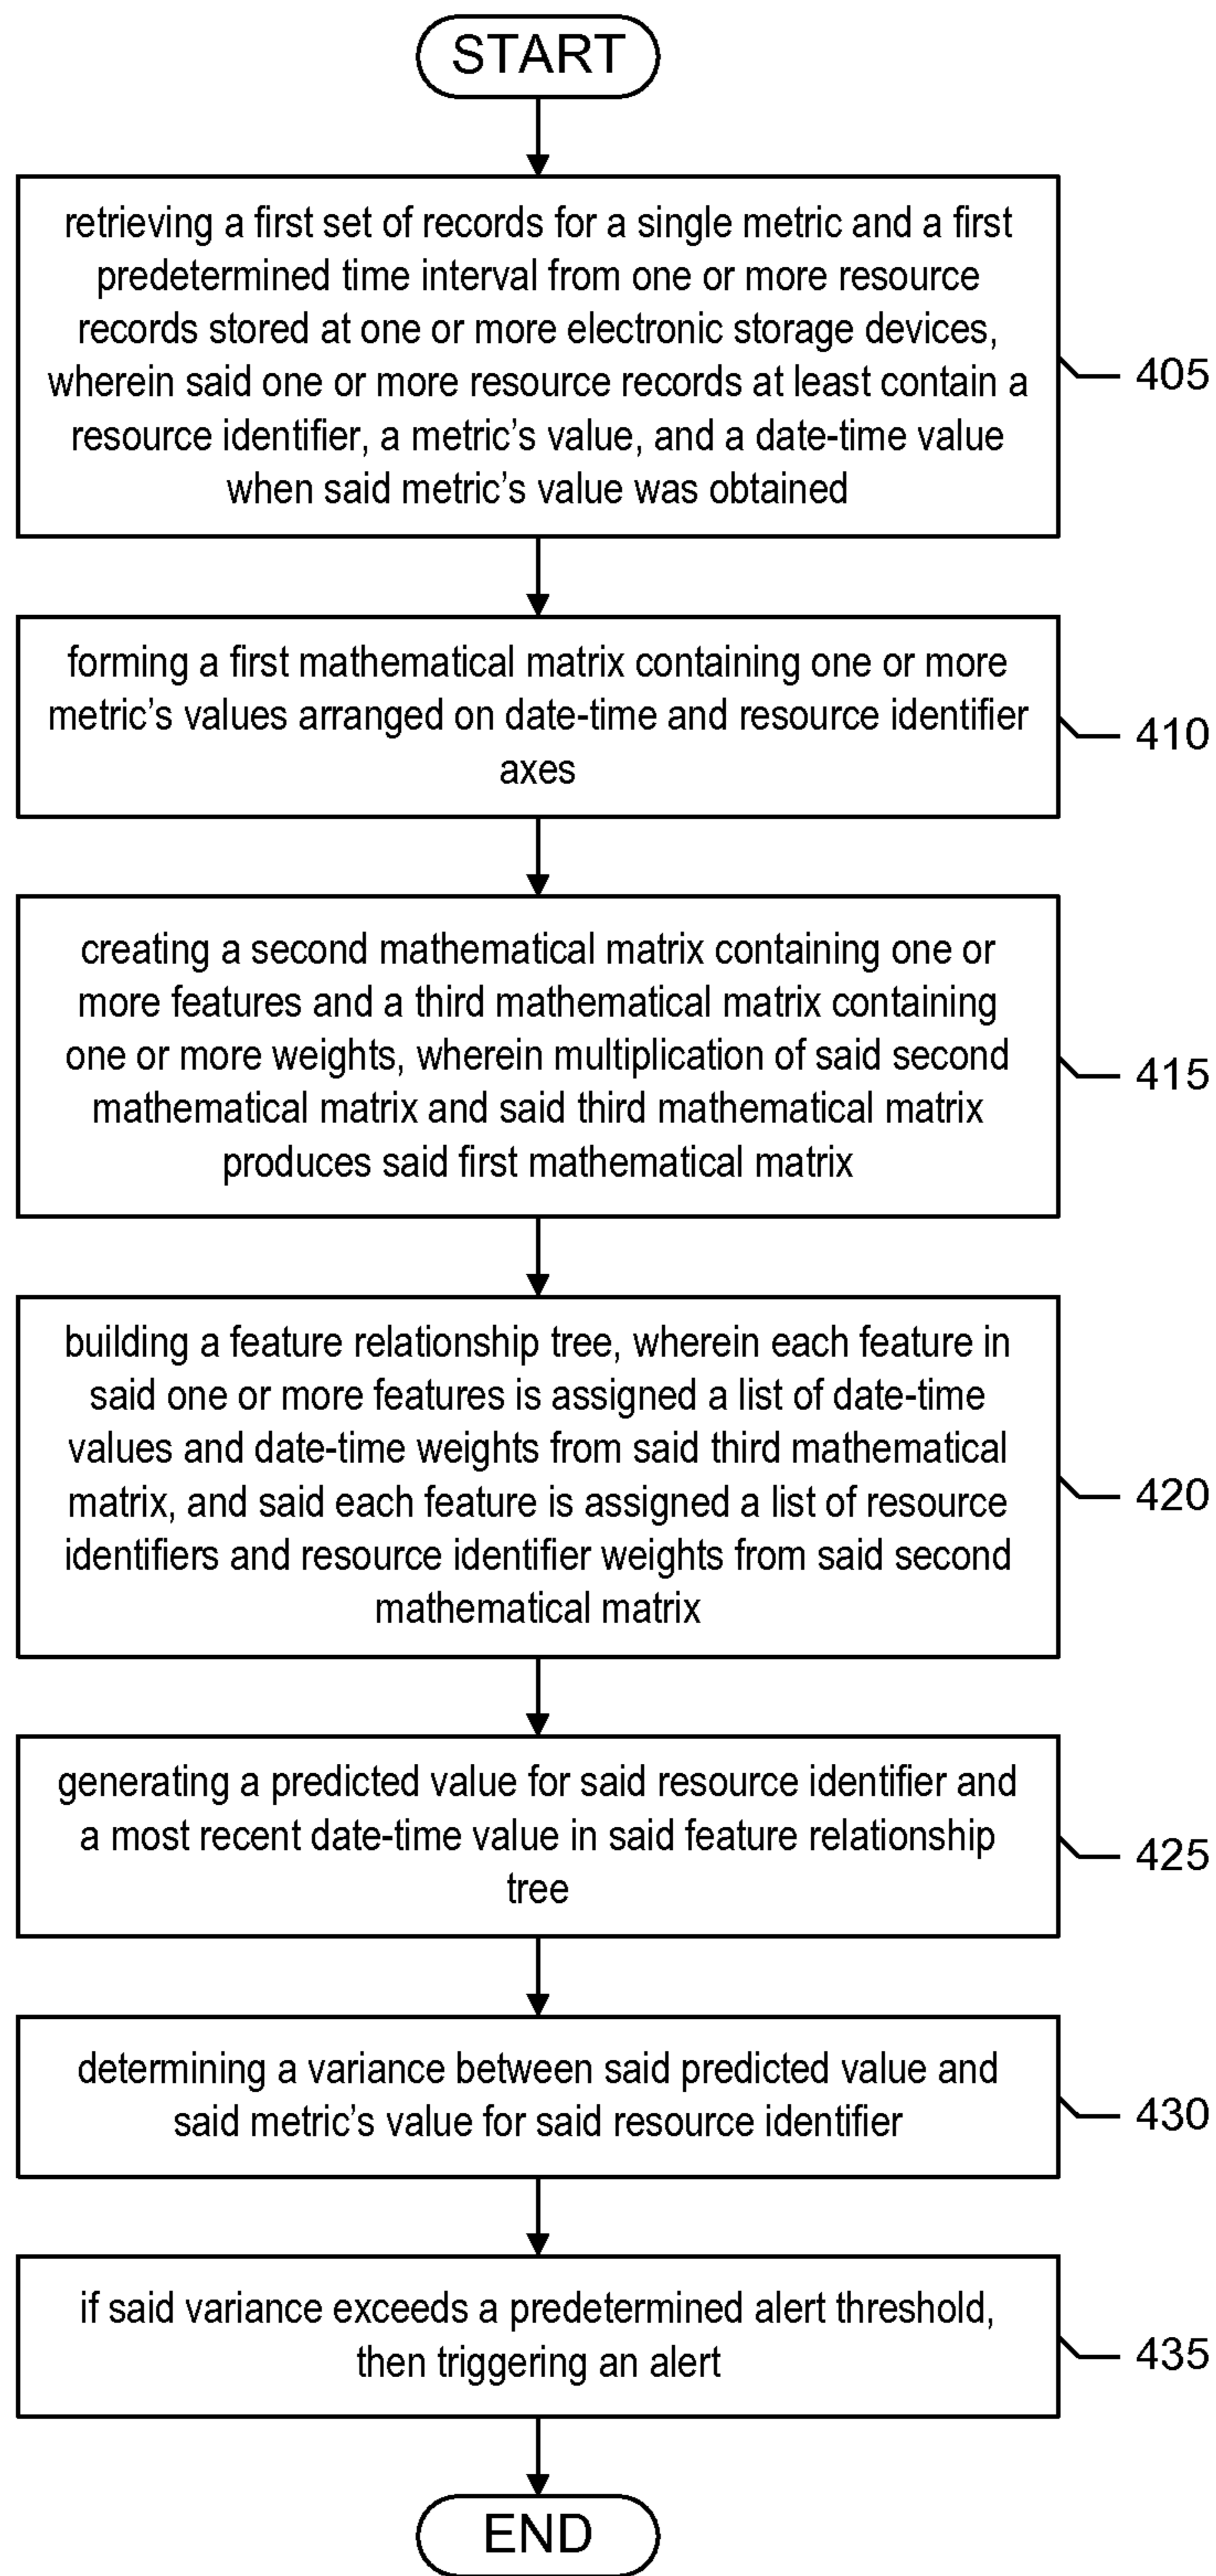 START
retrieving a first set of records for a single metric and a first
predetermined time interval from one or more resource
records stored at one or more electronic storage devices,
wherein said one or more resource records at least contain a
resource identifier, a metric’s value, and a date-time value
when said metric’s value was obtained
405
forming a first mathematical matrix containing one or more
metric’s values arranged on date-time and resource identifier
axes
410
creating a second mathematical matrix containing one or
more features and a third mathematical matrix containing
one or more weights, wherein multiplication of said second
mathematical matrix and said third mathematical matrix
produces said first mathematical matrix
415
building a feature relationship tree, wherein each feature in
said one or more features is assigned a list of date-time
values and date-time weights from said third mathematical
matrix, and said each feature is assigned a list of resource
identifiers and resource identifier weights from said second
mathematical matrix
420
generating a predicted value for said resource identifier and
a most recent date-time value in said feature relationship
tree
425
determining a variance between said predicted value and
said metric’s value for said resource identifier
430
if said variance exceeds a predetermined alert threshold,
then triggering an alert
435
END